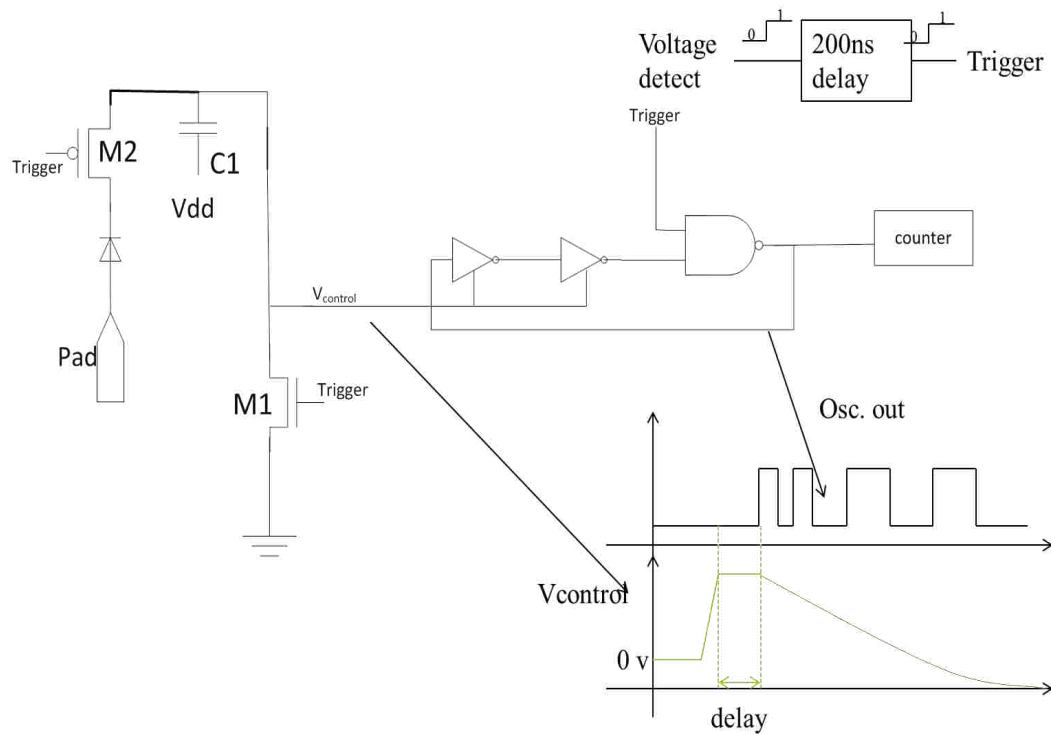 1
0
Voltage
detect
200ns
delay
1
0
Trigger
Trigger
M2
Trigger
C1
Vdd
counter
Vcontrol
Pad
M1
Trigger
Osc. out
Vcontrol
0 v
delay